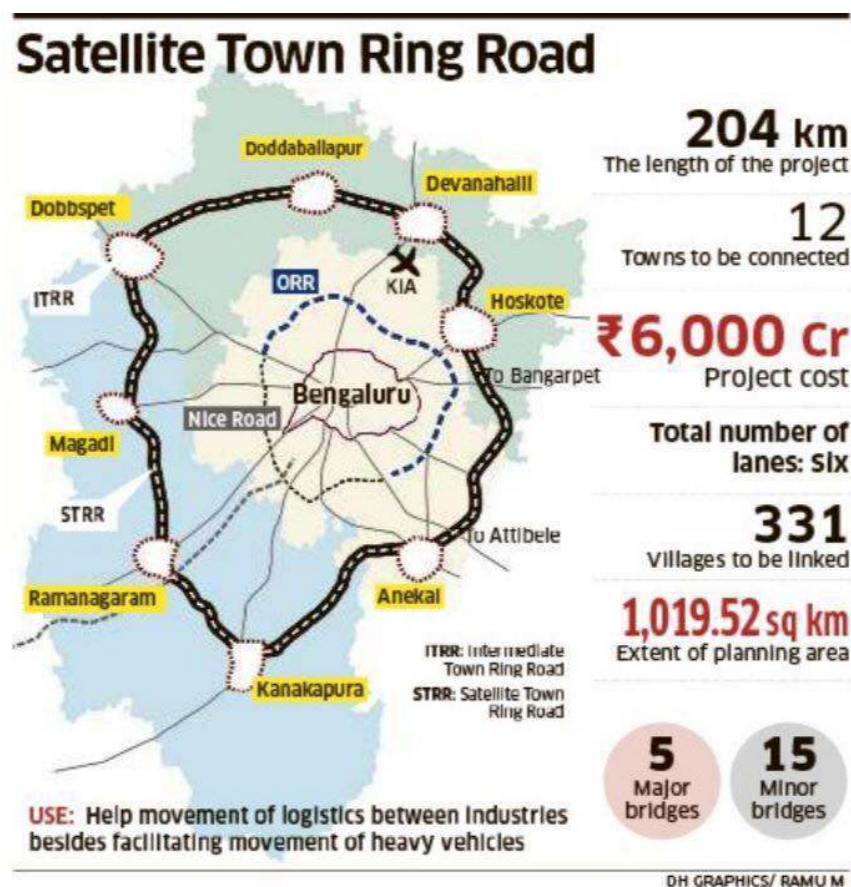 Satellite Town Ring Road
Doddaballapur
Devanahalli
Dobbspet
KIA
ITRR
ORR
Hoskote
To Bangarpet
Bengaluru
Nice Road
Magadi
STRR
To Attibele
Ramanagaram
Anekal
Kanakapura
ITRR: Intermediate
Town Ring Road
STRR: Satellite Town
Ring Road
204 km
The length of the project
12
Towns to be connected
₹6,000 Cr
Project cost
Total number of
lanes: Six
331
Villages to be linked
1,019.52 sq km
Extent of planning area
5
Major
bridges
15
Minor
bridges
USE: Help movement of logistics between industries
besides facilitating movement of heavy vehicles
DH GRAPHICS/ RAMU M